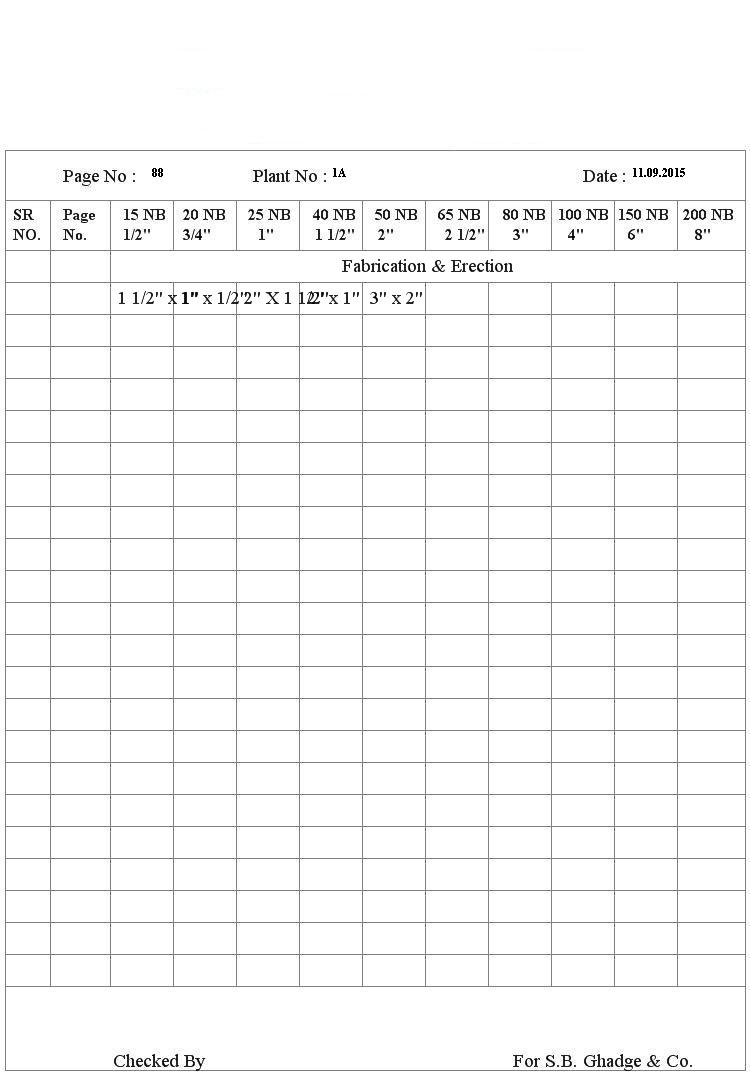 Page No : 88 Plant No : 1A Date : 11.09.2015
SR NO. Page No. 15 NB 1/2" 20 NB 3/4" 25 NB 1" 40 NB 1 1/2" 50 NB 2" 65 NB 2 1/2" 80 NB 3" 100 NB 4" 150 NB 6" 200 NB 8"
Fabrication & Erection
1 1/2" x 1" 1" x 1/2" 2" X 1 1/2" 2" x 1" 3" x 2"
Checked By For S.B. Ghadge & Co.